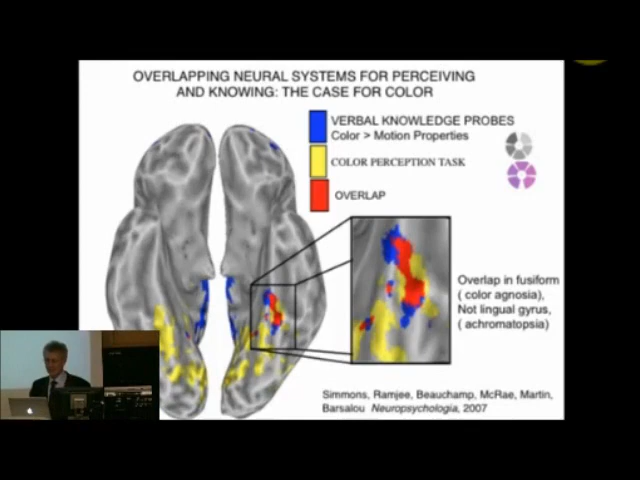 OVERLAPPING NEURAL SYSTEMS FOR PERCEIVING
AND KNOWING: THE CASE FOR COLOR
VERBAL KNOWLEDGE PROBES
Color > Motion Properties
COLOR PERCEPTION TASK
OVERLAP
Overlap in fusiform
( color agnosia),
Not lingual gyrus,
( achromatopsia)
Simmons, Ramjee, Beauchamp, McRae, Martin,
Barsalou Neuropsychologia, 2007